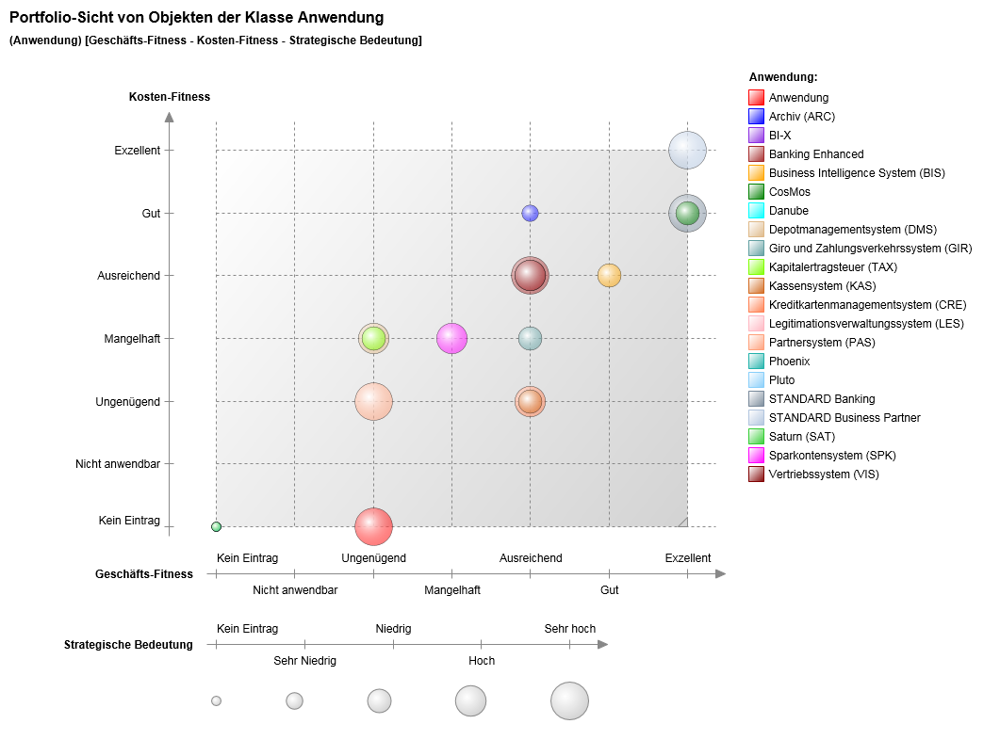 Portfolio-Sicht von Objekten der Klasse Anwendung
(Anwendung) [Geschäfts-Fitness - Kosten-Fitness - Strategische Bedeutung]
Kosten-Fitness
Exzellent
Gut
Ausreichend
Mangelhaft
Ungenügend
Nicht anwendbar
Kein Eintrag
Kein Eintrag
Ungenügend
Ausreichend
Exzellent
Geschäfts-Fitness
Nicht anwendbar
Mangelhaft
Gut
Kein Eintrag
Niedrig
Sehr hoch
Strategische Bedeutung
Sehr Niedrig
Hoch
Anwendung:
Anwendung
Archiv (ARC)
BI-X
Banking Enhanced
Business Intelligence System (BIS)
CosMos
Danube
Depotmanagementsystem (DMS)
Giro und Zahlungsverkehrssystem (GIR)
Kapitalertragsteuer (TAX)
Kassensystem (KAS)
Kreditkartenmanagementsystem (CRE)
Legitimationsverwaltungssystem (LES)
Partnersystem (PAS)
Phoenix
Pluto
STANDARD Banking
STANDARD Business Partner
Saturn (SAT)
Sparkontensystem (SPK)
Vertriebssystem (VIS)